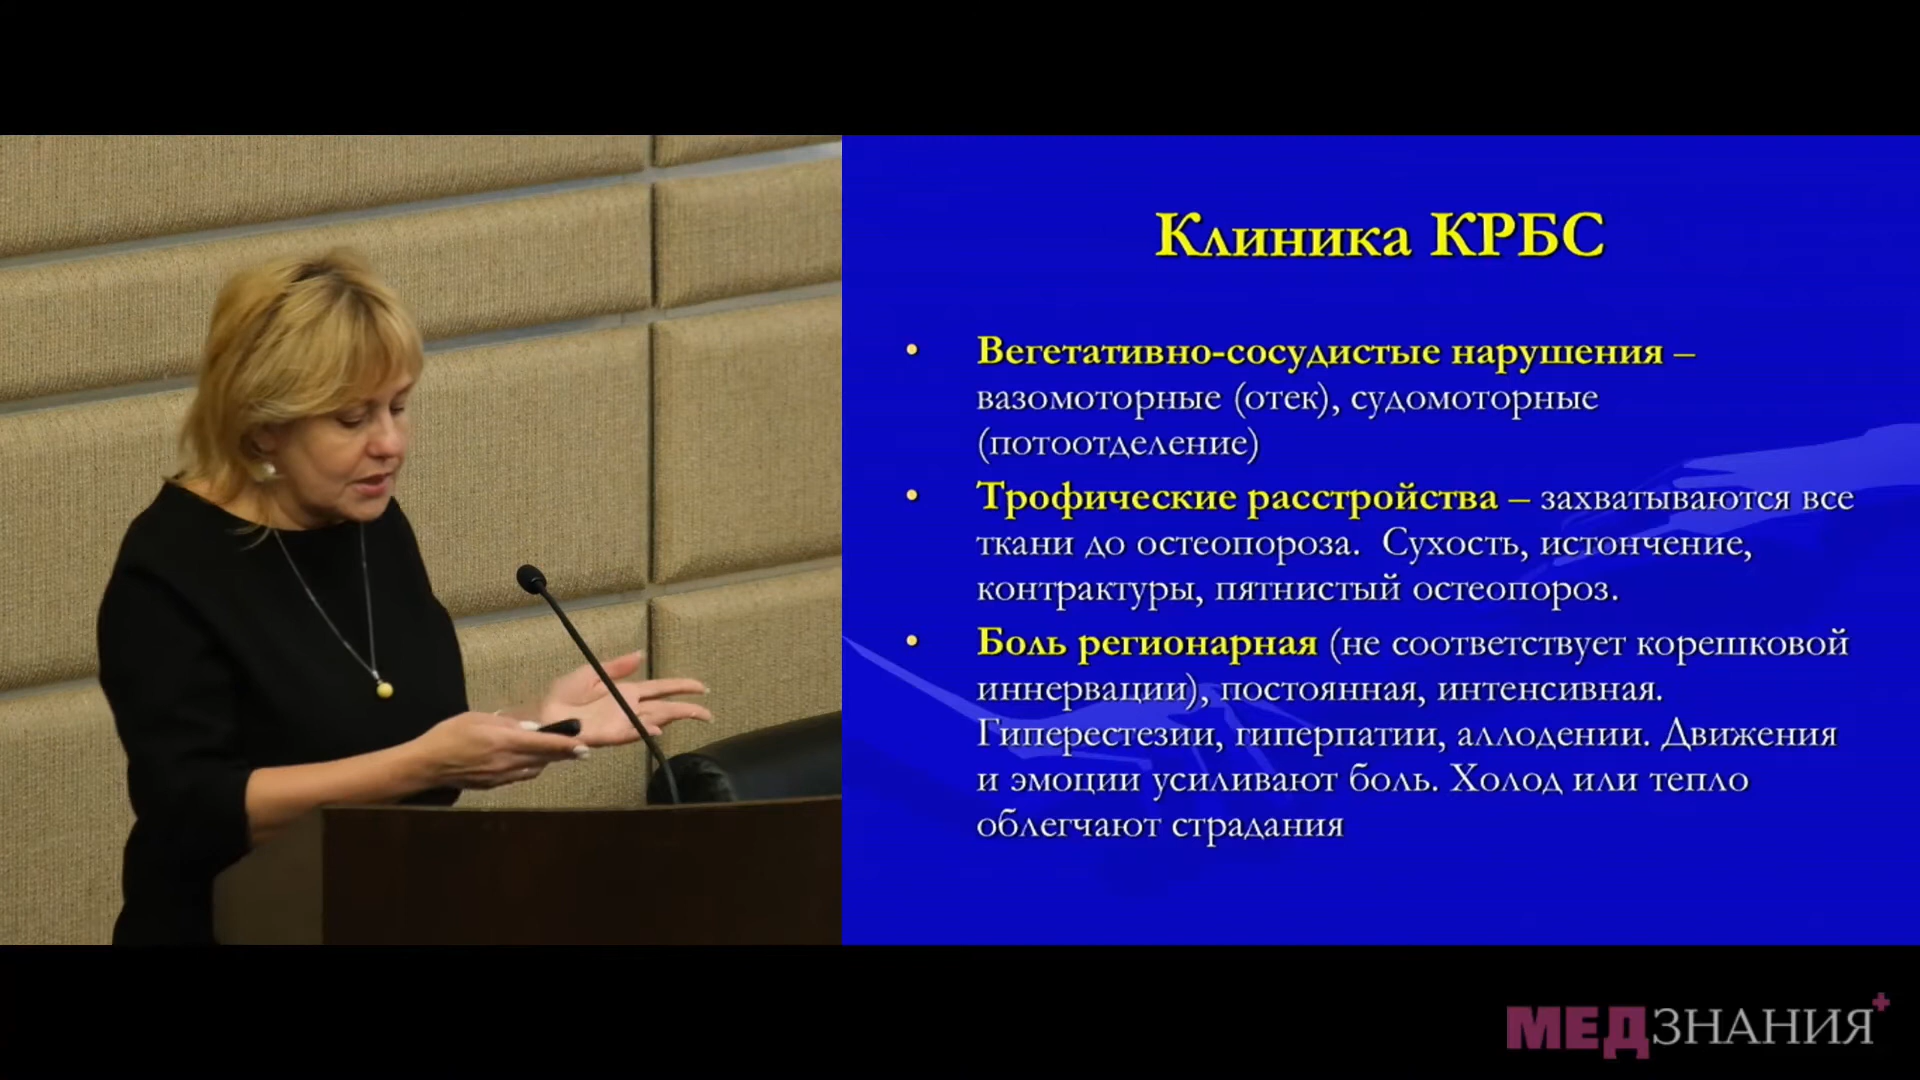 Клиника КРБС
• Вегетативно-сосудистые нарушения –
вазомоторные (отек), судомоторные
(потоотделение)
• Трофические расстройства – захватываются все
ткани до остеопороза. Сухость, истончение,
контрактуры, пятнистый остеопороз.
• Боль регионарная (не соответствует корешковой
иннервации), постоянная, интенсивная.
Гиперестезии, гиперпатии, аллодении. Движения
и эмоции усиливают боль. Холод или тепло
облегчают страдания
МЕДЗНАНИЯ+